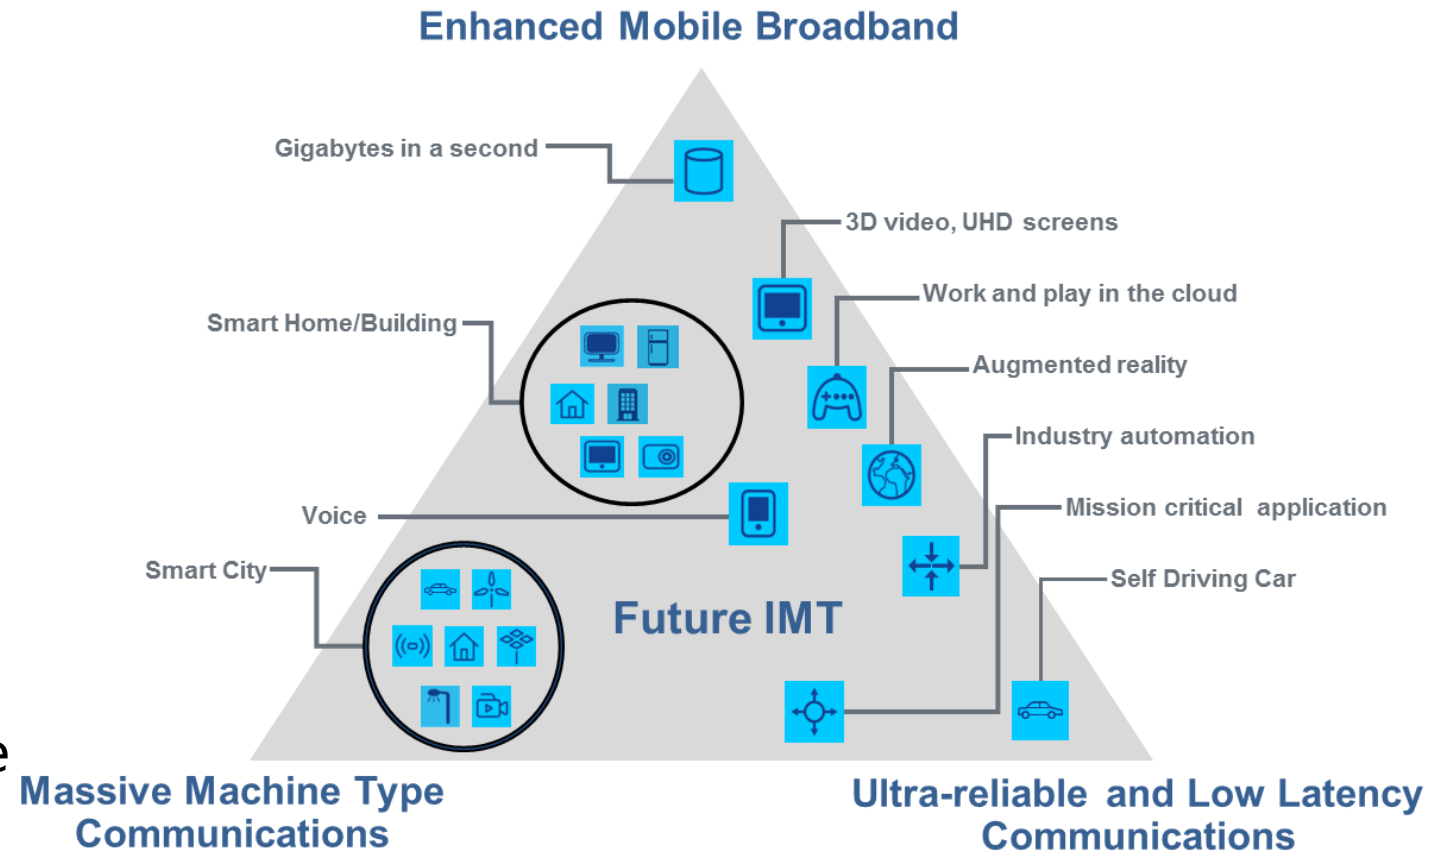 Enhanced Mobile Broadband
Gigabytes in a second
3D video, UHD screens
Work and play in the cloud
Smart Home/Building
Augmented reality
Industry automation
Mission critical application
Voice
Smart City
Self Driving Car
Future IMT
e
Massive Machine Type
Communications
Ultra-reliable and Low Latency
Communications